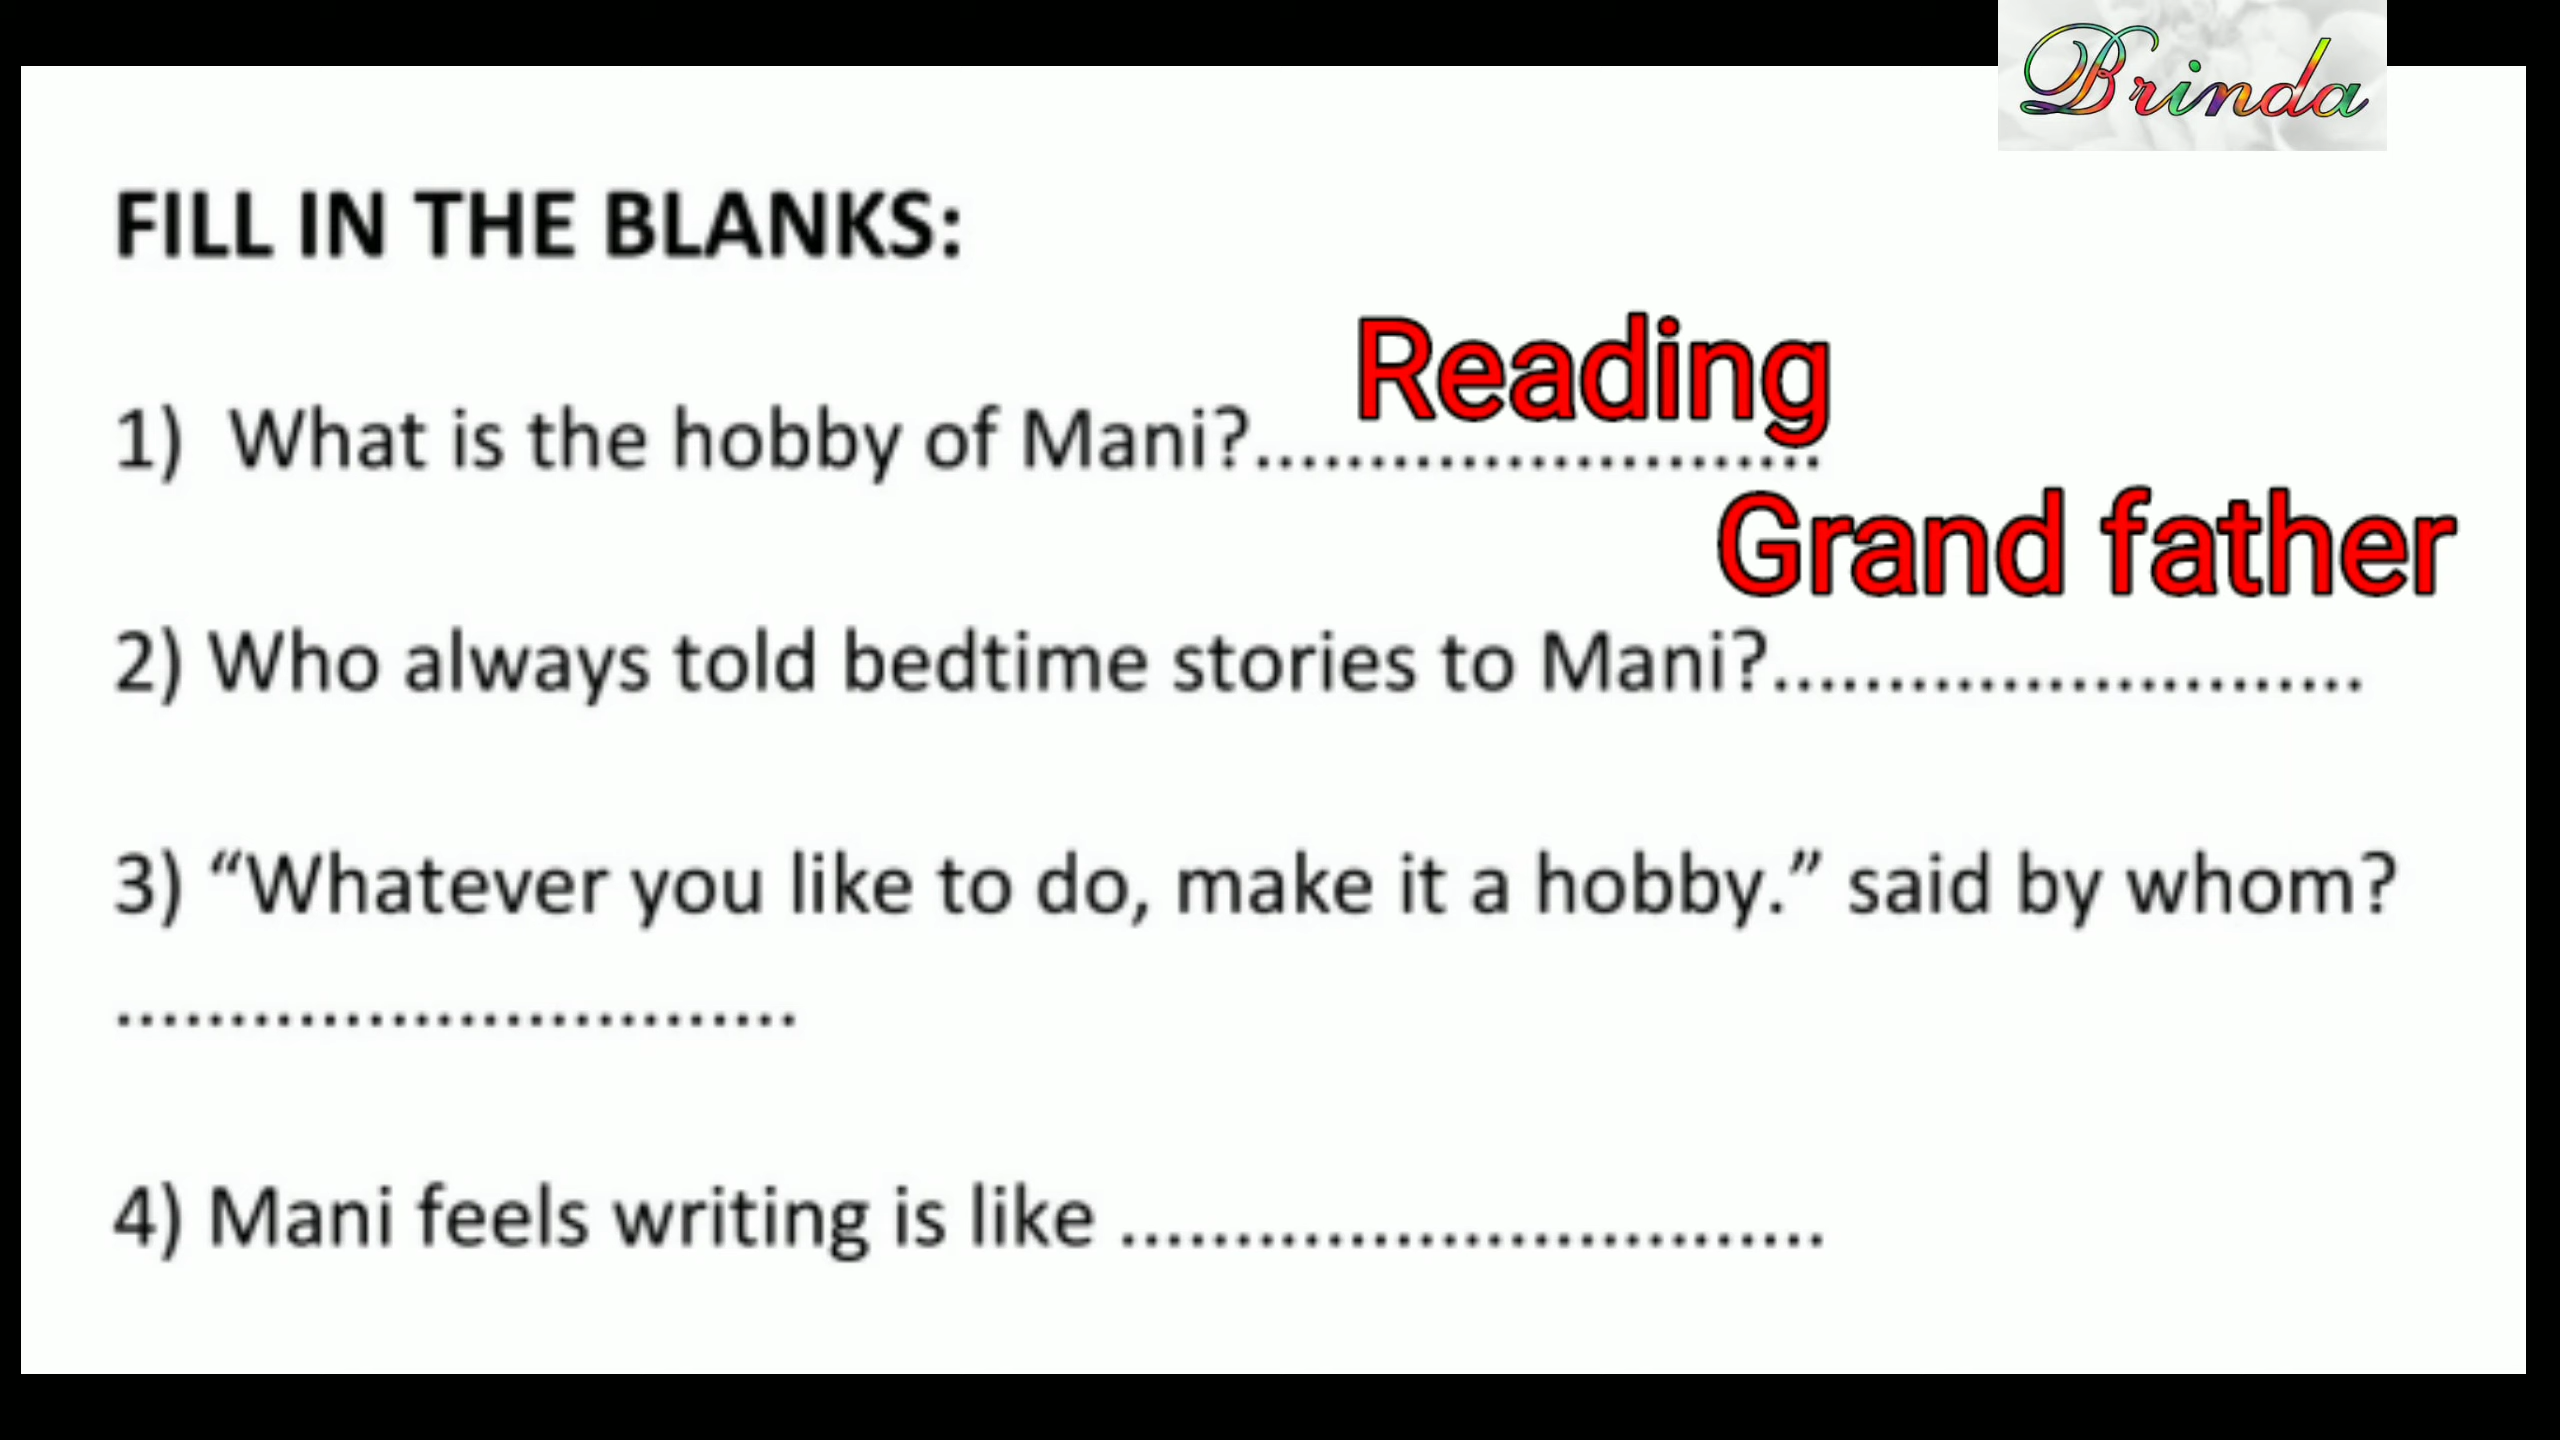 Brinda
FILL IN THE BLANKS:
Reading
1) What is the hobby of Mani?.........................
Grand father
2) Who always told bedtime stories to Mani?..........................
3) “Whatever you like to do, make it a hobby.” said by whom?
..............................
4) Mani feels writing is like ...............................